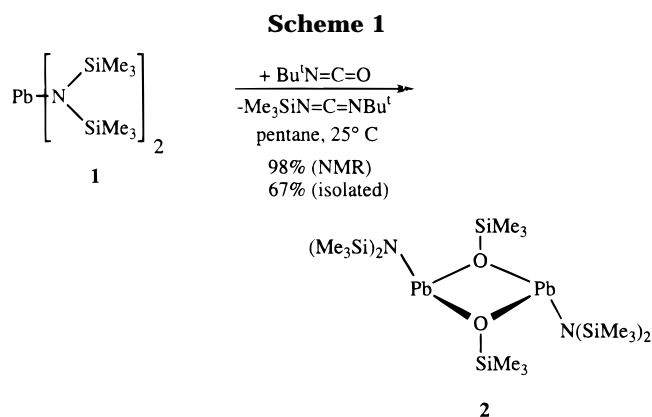 Scheme 1
SiMe₃
Pb N
SiMe₃
2
1
+ BuᵗN=C=O
-Me₃SiN=C=NBuᵗ
pentane, 25° C
98% (NMR)
67% (isolated)
SiMe₃
(Me₃Si)₂N
O
Pb Pb
O N(SiMe₃)₂
SiMe₃
2